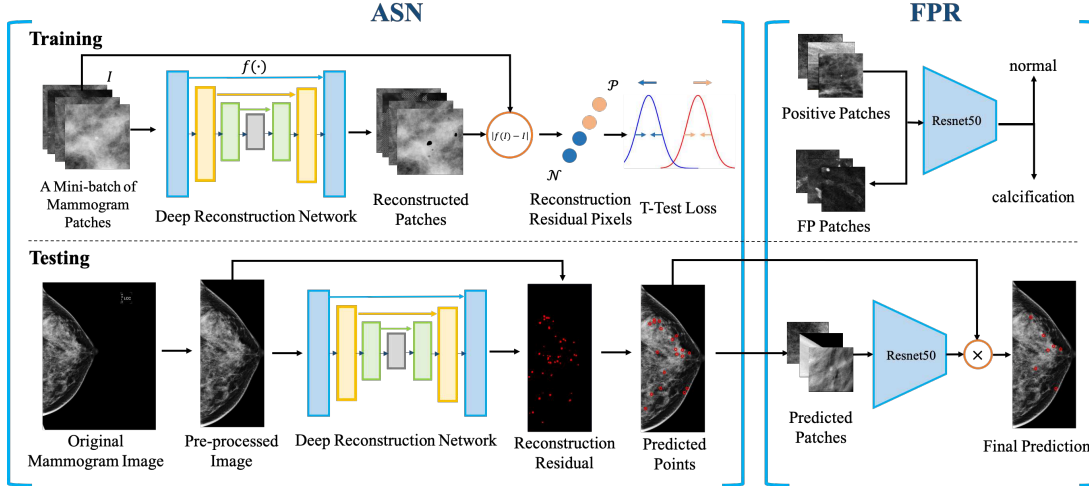 ASN
FPR
Training
I
f(·)
A Mini-batch of
Mammogram
Patches
Deep Reconstruction Network
Reconstructed
Patches
|f(I) − I|
𝒫
𝒩
Reconstruction
Residual Pixels
T-Test Loss
Positive Patches
FP Patches
Resnet50
normal
calcification
Testing
Original
Mammogram Image
Pre-processed
Image
Deep Reconstruction Network
Reconstruction
Residual
Predicted
Points
Predicted
Patches
Resnet50
×
Final Prediction